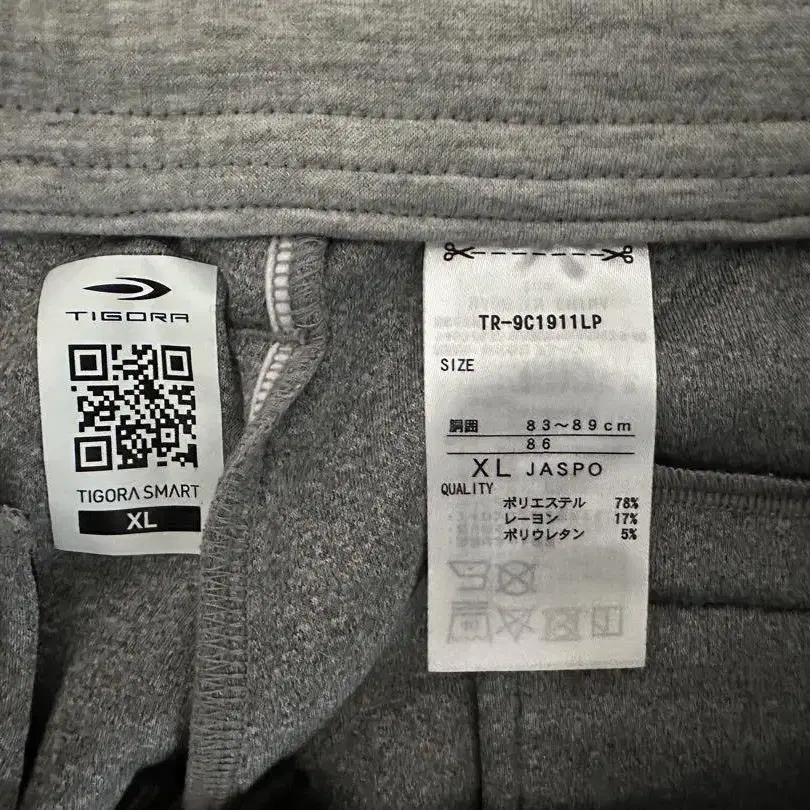 TIGORA
TIGORA SMART
XL
TR-9C1911LP
SIZE
胴囲 83～89cm
86
XL JASPO
QUALITY
ポリエステル 78%
レーヨン 17%
ポリウレタン 5%